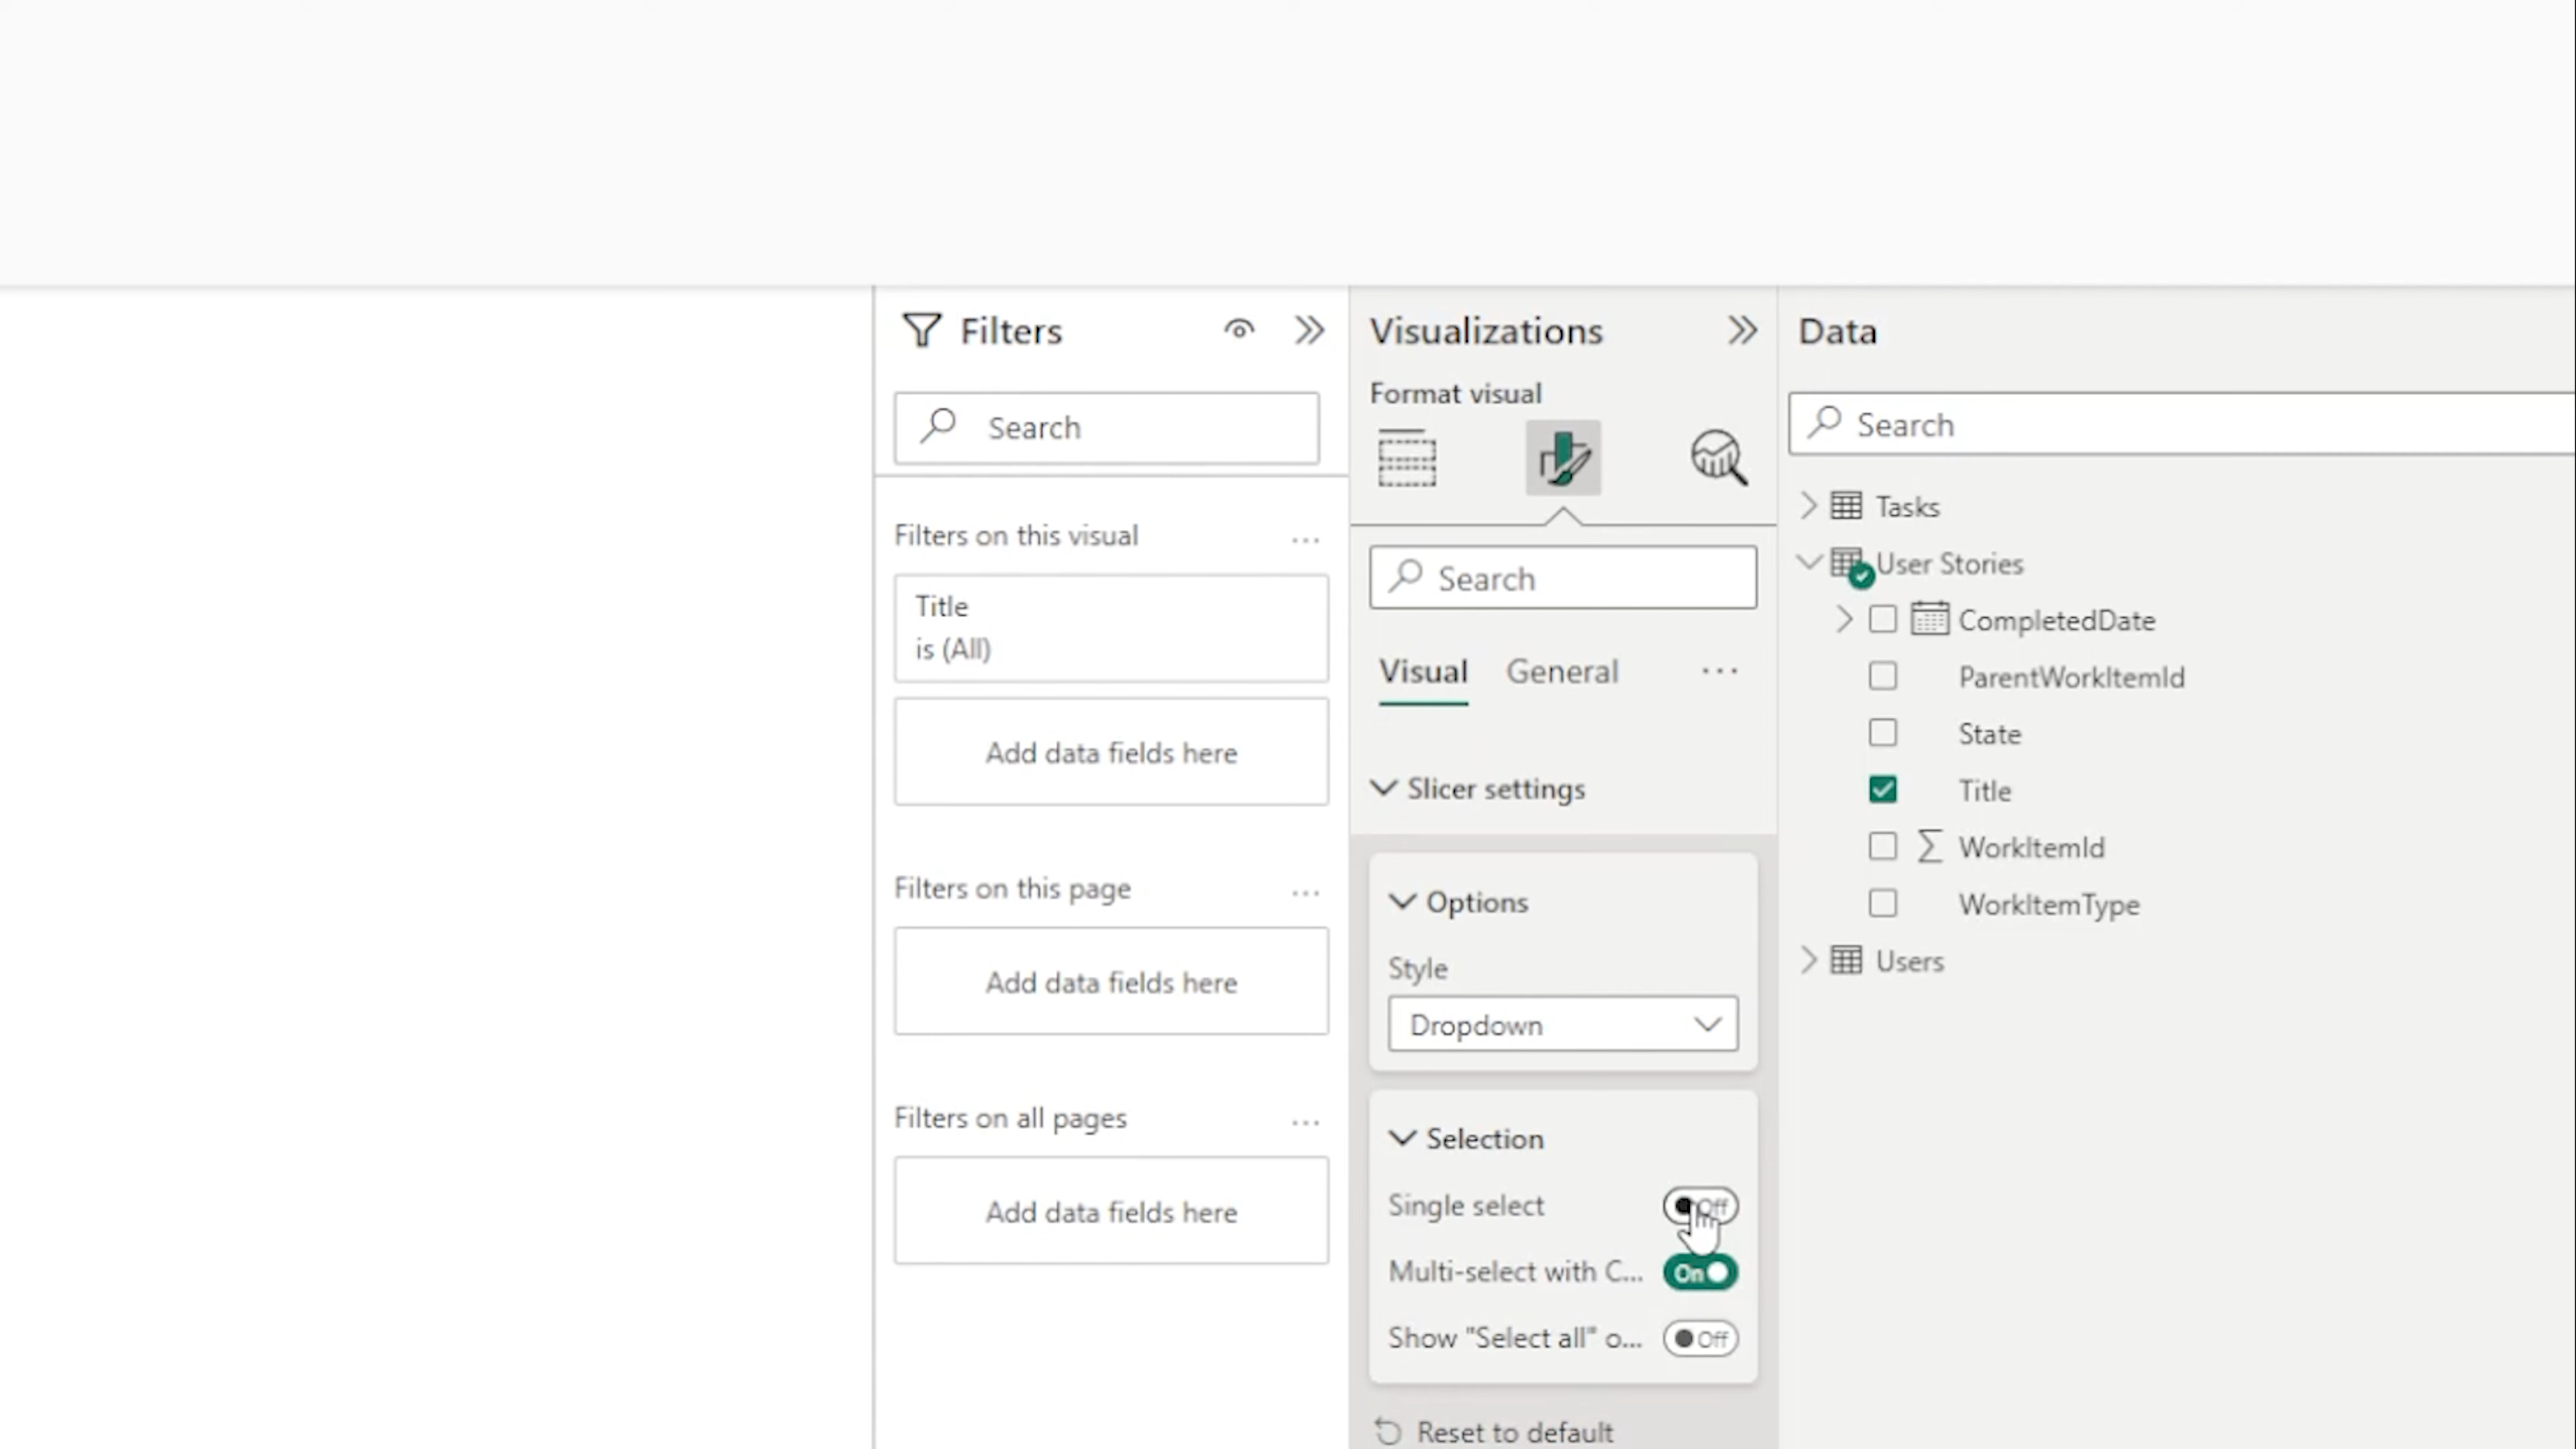 Filters
Search
Filters on this visual
...
Title
is (All)
Add data fields here
Filters on this page
...
Add data fields here
Filters on all pages
...
Add data fields here
Visualizations
Format visual
Search
Visual
General
...
Slicer settings
Options
Style
Dropdown
Selection
Single select
Off
Multi-select with C...
On
Show "Select all" o...
Off
Reset to default
Data
Search
Tasks
User Stories
CompletedDate
ParentWorkItemId
State
Title
WorkItemId
WorkItemType
Users